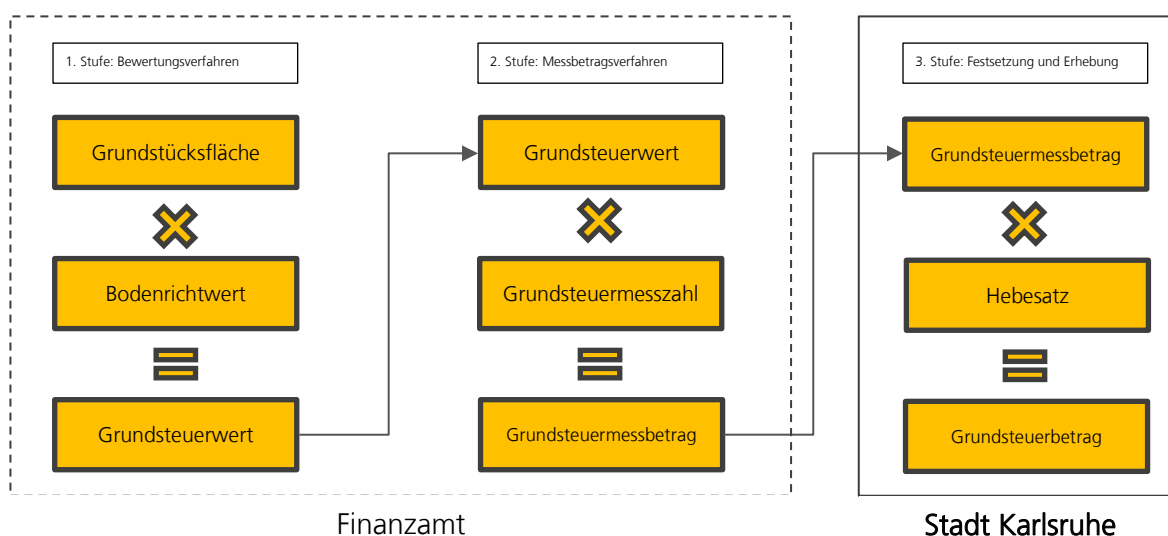 1. Stufe: Bewertungsverfahren
Grundstücksfläche
Bodenrichtwert
Grundsteuerwert
2. Stufe: Messbetragsverfahren
Grundsteuerwert
Grundsteuermesszahl
Grundsteuermessbetrag
Finanzamt
3. Stufe: Festsetzung und Erhebung
Grundsteuermessbetrag
Hebesatz
Grundsteuerbetrag
Stadt Karlsruhe